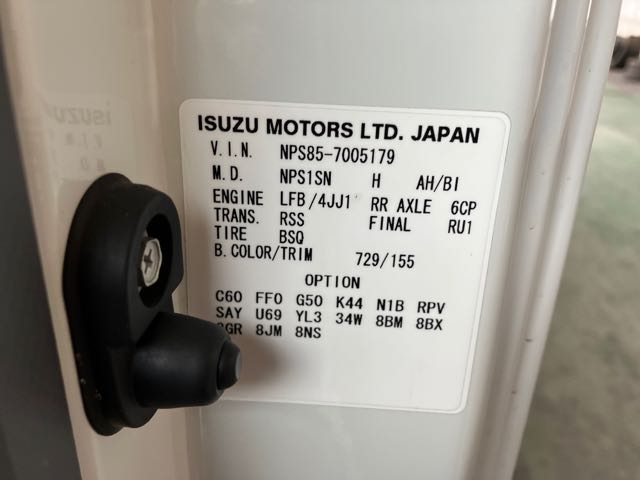 ISUZU MOTORS LTD. JAPAN
V.I.N. NPS85-7005179
M.D. NPS1SN H AH/BI
ENGINE LFB/4JJ1 RR AXLE 6CP
TRANS. RSS FINAL RU1
TIRE BSQ
B.COLOR/TRIM 729/155
OPTION
C60 FF0 G50 K44 N1B RPV
SAY U69 YL3 34W 8BM 8BX
8JM 8NS